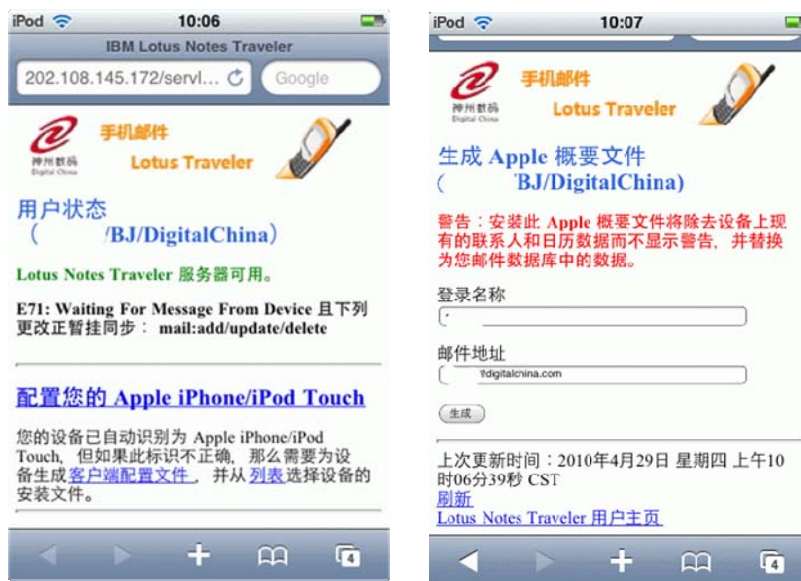 iPod 10:06
IBM Lotus Notes Traveler
202.108.145.172/servl... Google
神州数码
Digital China
手机邮件
Lotus Traveler
用户状态
( /BJ/DigitalChina)
Lotus Notes Traveler 服务器可用。
E71: Waiting For Message From Device 且下列
更改正暂挂同步： mail:add/update/delete
配置您的 Apple iPhone/iPod Touch
您的设备已自动识别为 Apple iPhone/iPod
Touch，但如果此标识不正确，那么需要为设
备生成客户端配置文件 ，并从 列表选择设备的
安装文件。
4
iPod 10:07
神州数码
Digital China
手机邮件
Lotus Traveler
生成 Apple 概要文件
( BJ/DigitalChina)
警告：安装此 Apple 概要文件将除去设备上现
有的联系人和日历数据而不显示警告，并替换
为您邮件数据库中的数据。
登录名称
邮件地址
digitalchina.com
生成
上次更新时间：2010年4月29日 星期四 上午10
时06分39秒 CST
刷新
Lotus Notes Traveler 用户主页
4